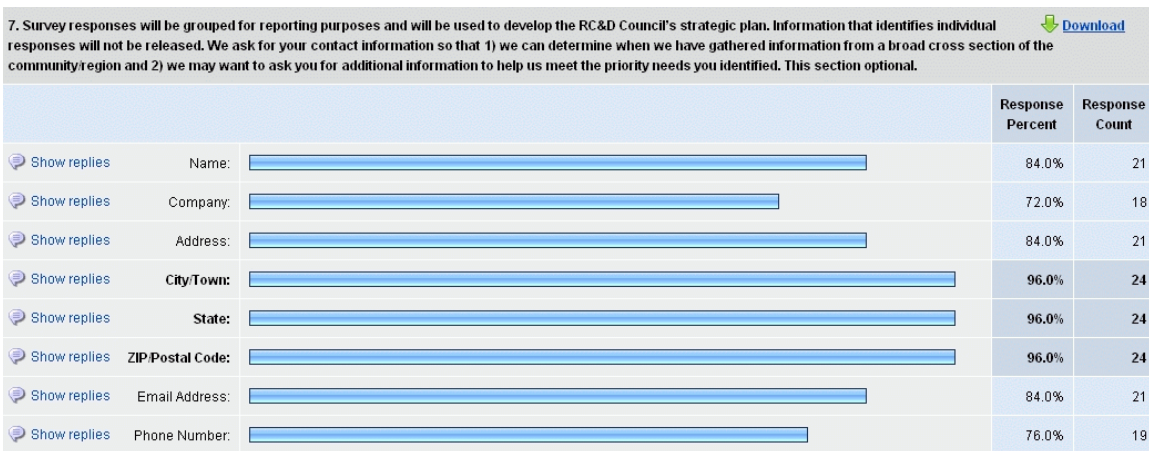 7. Survey responses will be grouped for reporting purposes and will be used to develop the RC&D Council's strategic plan. Information that identifies individual
Download
responses will not be released. We ask for your contact information so that 1) we can determine when we have gathered information from a broad cross section of the
community/region and 2) we may want to ask you for additional information to help us meet the priority needs you identified. This section optional.
Response Percent
Response Count
Show replies Name: 84.0% 21
Show replies Company: 72.0% 18
Show replies Address: 84.0% 21
Show replies City/Town: 96.0% 24
Show replies State: 96.0% 24
Show replies ZIP/Postal Code: 96.0% 24
Show replies Email Address: 84.0% 21
Show replies Phone Number: 76.0% 19